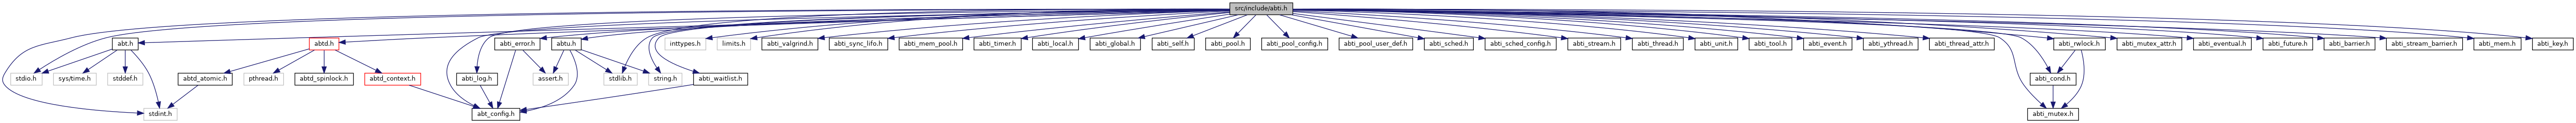 src/include/abti.h
abt.h
abtd.h
abti_error.h
abtu.h
inttypes.h
limits.h
abti_valgrind.h
abti_sync_lifo.h
abti_mem_pool.h
abti_timer.h
abti_local.h
abti_global.h
abti_self.h
abti_pool.h
abti_pool_config.h
abti_pool_user_def.h
abti_sched.h
abti_sched_config.h
abti_stream.h
abti_thread.h
abti_unit.h
abti_tool.h
abti_event.h
abti_ythread.h
abti_thread_attr.h
abti_rwlock.h
abti_mutex_attr.h
abti_eventual.h
abti_future.h
abti_barrier.h
abti_stream_barrier.h
abti_mem.h
abti_key.h
stdio.h
sys/time.h
stddef.h
abtd_atomic.h
pthread.h
abtd_spinlock.h
abtd_context.h
abti_log.h
assert.h
stdlib.h
string.h
abti_waitlist.h
abti_cond.h
stdint.h
abt_config.h
abti_mutex.h